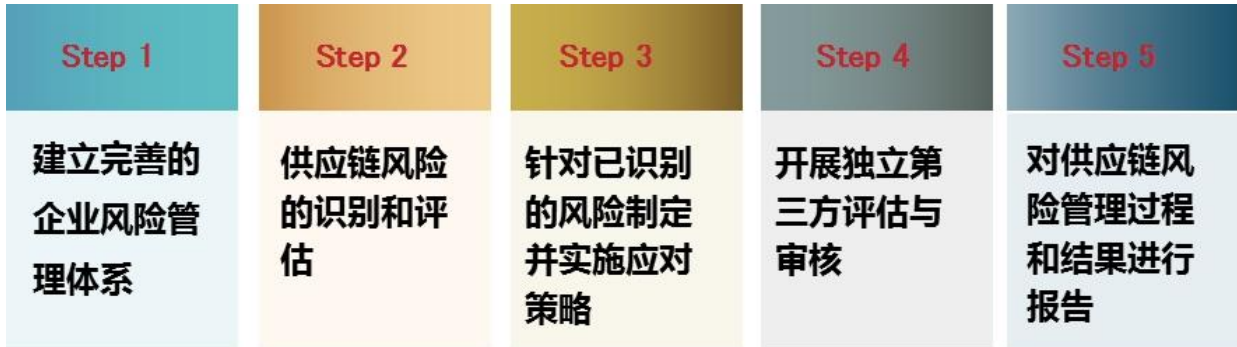 Step 1
建立完善的
企业风险管
理体系
Step 2
供应链风险
的识别和评
估
Step 3
针对已识别
的风险制定
并实施应对
策略
Step 4
开展独立第
三方评估与
审核
Step 5
对供应链风
险管理过程
和结果进行
报告